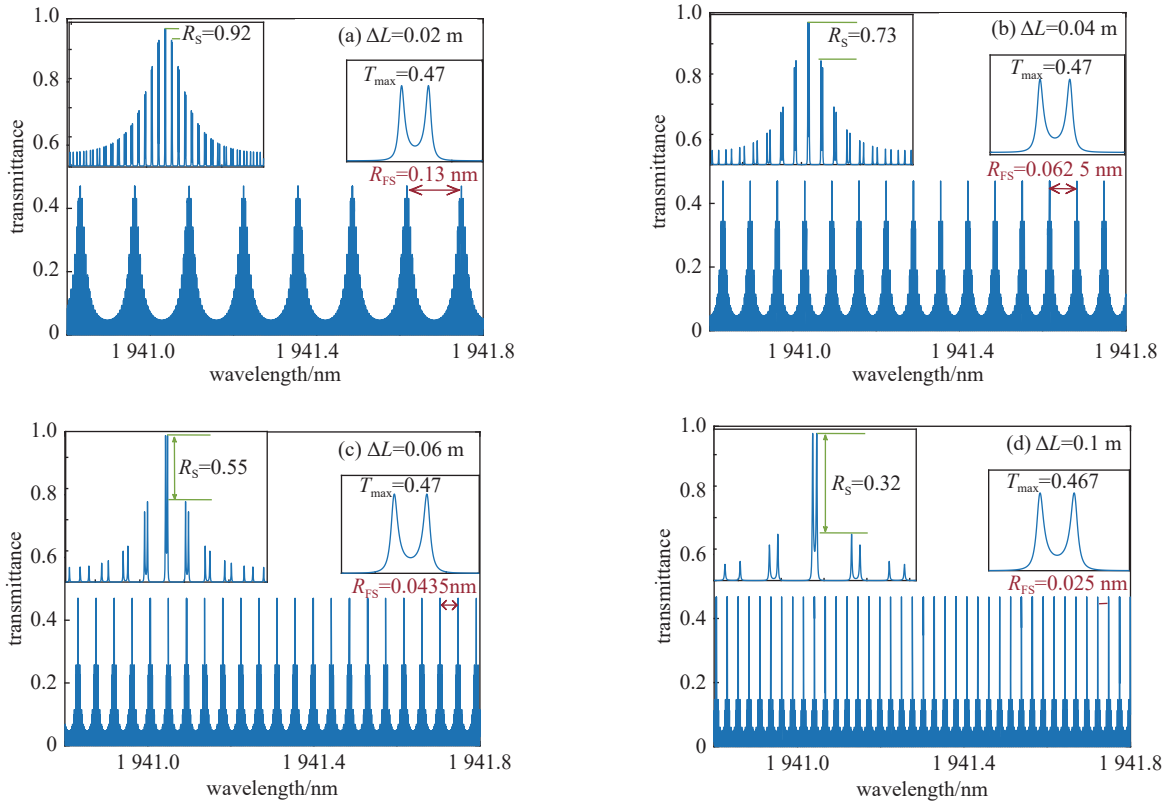 (a) ΔL=0.02 m
R_S=0.92
T_max=0.47
R_FS=0.13 nm
transmittance
1.0
0.8
0.6
0.4
0.2
0
1 941.0
1 941.4
1 941.8
wavelength/nm
(b) ΔL=0.04 m
R_S=0.73
T_max=0.47
R_FS=0.062 5 nm
transmittance
1.0
0.8
0.6
0.4
0.2
0
1 941.0
1 941.4
1 941.8
wavelength/nm
(c) ΔL=0.06 m
R_S=0.55
T_max=0.47
R_FS=0.0435nm
transmittance
1.0
0.8
0.6
0.4
0.2
0
1 941.0
1 941.4
1 941.8
wavelength/nm
(d) ΔL=0.1 m
R_S=0.32
T_max=0.467
R_FS=0.025 nm
transmittance
1.0
0.8
0.6
0.4
0.2
0
1 941.0
1 941.4
1 941.8
wavelength/nm